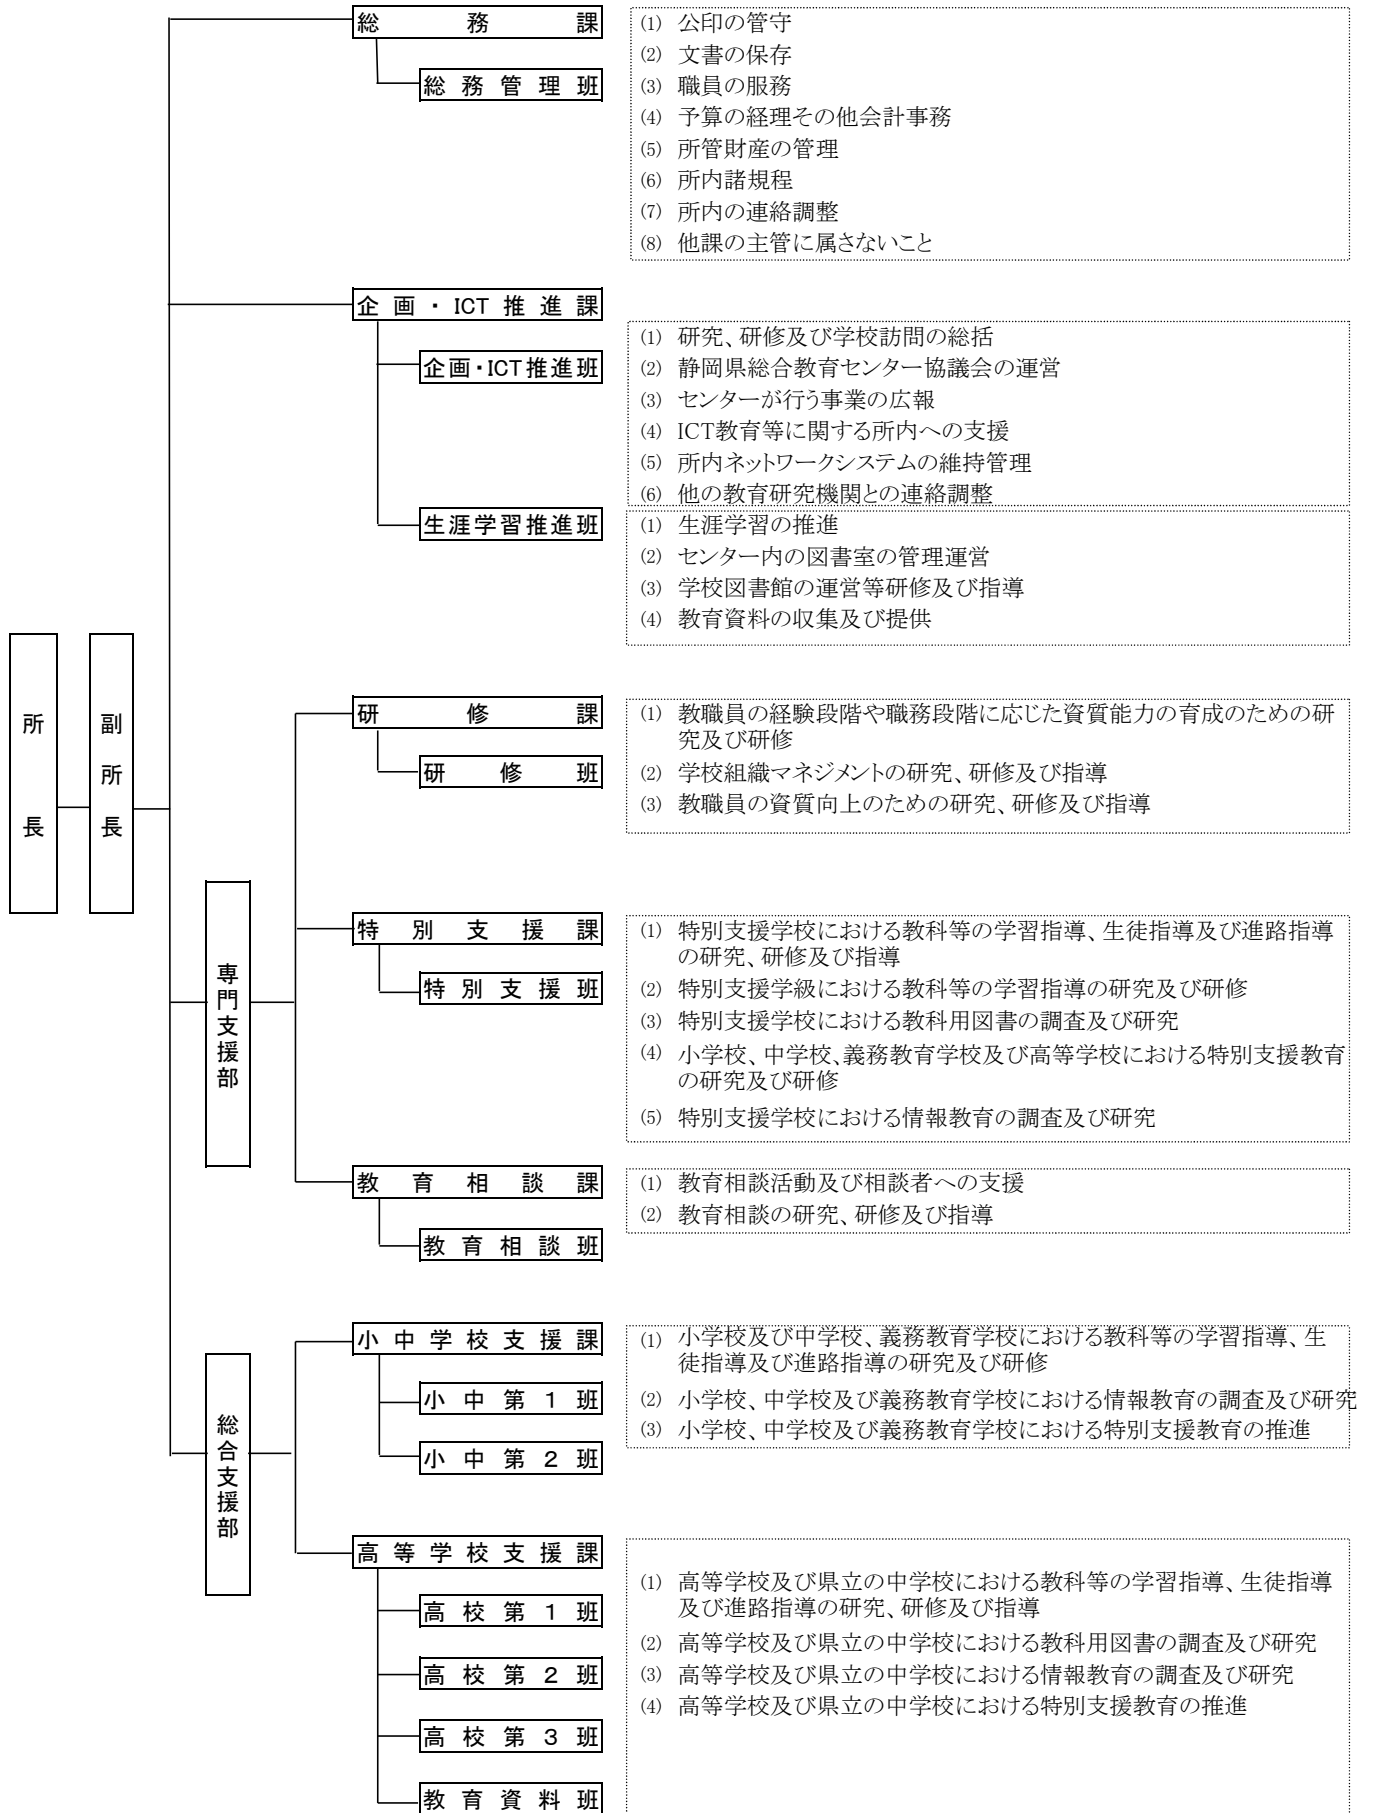 所長
副所長
総務課
総務管理班
(1) 公印の管守
(2) 文書の保存
(3) 職員の服務
(4) 予算の経理その他会計事務
(5) 所管財産の管理
(6) 所内諸規程
(7) 所内の連絡調整
(8) 他課の主管に属さないこと
企画・ICT推進課
企画・ICT推進班
(1) 研究、研修及び学校訪問の総括
(2) 静岡県総合教育センター協議会の運営
(3) センターが行う事業の広報
(4) ICT教育等に関する所内への支援
(5) 所内ネットワークシステムの維持管理
(6) 他の教育研究機関との連絡調整
生涯学習推進班
(1) 生涯学習の推進
(2) センター内の図書室の管理運営
(3) 学校図書館の運営等研修及び指導
(4) 教育資料の収集及び提供
専門支援部
研修課
研修班
(1) 教職員の経験段階や職務段階に応じた資質能力の育成のための研
究及び研修
(2) 学校組織マネジメントの研究、研修及び指導
(3) 教職員の資質向上のための研究、研修及び指導
特別支援課
特別支援班
(1) 特別支援学校における教科等の学習指導、生徒指導及び進路指導
の研究、研修及び指導
(2) 特別支援学級における教科等の学習指導の研究及び研修
(3) 特別支援学校における教科用図書の調査及び研究
(4) 小学校、中学校、義務教育学校及び高等学校における特別支援教育
の研究及び研修
(5) 特別支援学校における情報教育の調査及び研究
教育相談課
教育相談班
(1) 教育相談活動及び相談者への支援
(2) 教育相談の研究、研修及び指導
総合支援部
小中学校支援課
小中第1班
小中第2班
(1) 小学校及び中学校、義務教育学校における教科等の学習指導、生
徒指導及び進路指導の研究及び研修
(2) 小学校、中学校及び義務教育学校における情報教育の調査及び研究
(3) 小学校、中学校及び義務教育学校における特別支援教育の推進
高等学校支援課
高校第1班
高校第2班
高校第3班
教育資料班
(1) 高等学校及び県立の中学校における教科等の学習指導、生徒指導
及び進路指導の研究、研修及び指導
(2) 高等学校及び県立の中学校における教科用図書の調査及び研究
(3) 高等学校及び県立の中学校における情報教育の調査及び研究
(4) 高等学校及び県立の中学校における特別支援教育の推進